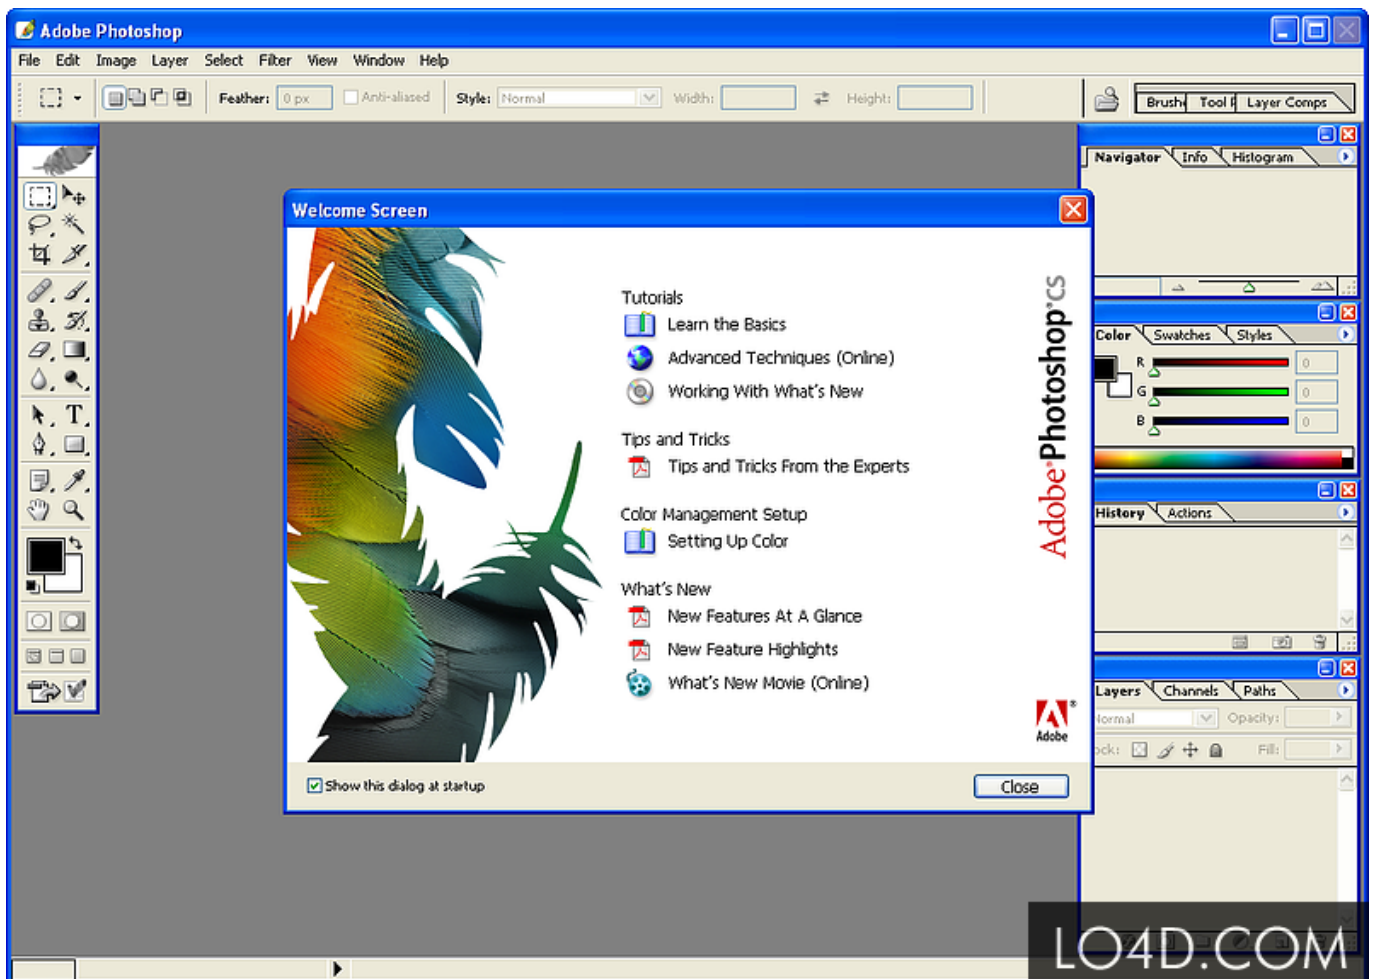 Adobe Photoshop
File Edit Image Layer Select Filter View Window Help
Feather: 0 px Anti-aliased Style: Normal Width: Height: Layer Comps
Navigator Info Histogram
Welcome Screen
Tutorials
Learn the Basics
Advanced Techniques (Online)
Working With What's New
Tips and Tricks
Tips and Tricks From the Experts
Color Management Setup
Setting Up Color
What's New
New Features At A Glance
New Feature Highlights
What's New Movie (Online)
Adobe® Photoshop® CS
Adobe
Show this dialog at startup
Close
Color Swatches Styles
R 0
G 0
B 0
History Actions
Layers Channels Paths
Opacity:
Fill:
LO4D.COM